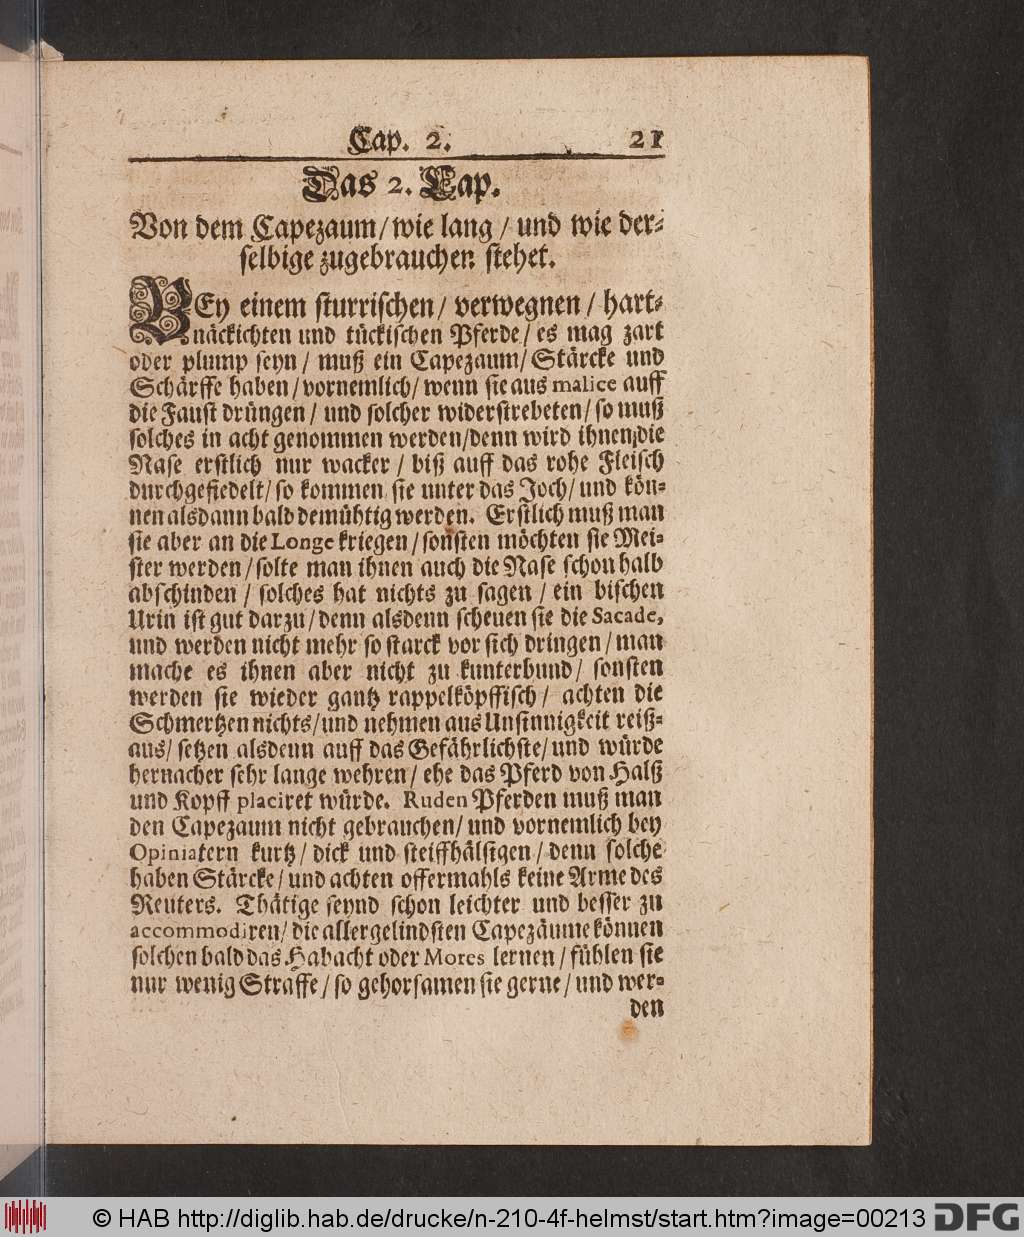 Cap. 2. 21
Das 2. Cap.
Von dem Capezaum / wie lang / und wie der-
selbige zugebrauchen stehet.
BEy einem sturrischen / verwegnen / hart-
näckichten und tückischen Pferde / es mag zart
oder plump seyn / muß ein Capezaum / Stärcke und
Schärffe haben / vornemlich / wenn sie aus malice auff
die Faust drüngen / und solcher widerstrebeten / so muß
solches in acht genommen werden / denn wird ihnen die
Nase erstlich nur wacker / biß auff das rohe Fleisch
durchgefiedelt / so kommen sie unter das Joch / und kön-
nen alsdann bald demühtig werden. Erstlich muß man
sie aber an die Longe kriegen / sonsten möchten sie Mei-
ster werden / solte man ihnen auch die Nase schon halb
abschinden / solches hat nichts zu sagen / ein bischen
Urin ist gut darzu / denn alsdenn scheuen sie die Sacade,
und werden nicht mehr so starck vor sich dringen / man
mache es ihnen aber nicht zu kunterbund / sonsten
werden sie wieder gantz rappelköpffisch / achten die
Schmertzen nichts / und nehmen aus Unsinnigkeit reiß-
aus / setzen alsdenn auff das Gefährlichste / und würde
hernacher sehr lange wehren / ehe das Pferd von Halß
und Kopff placiret würde. Ruden Pferden muß man
den Capezaum nicht gebrauchen / und vornemlich bey
Opiniatern kurtz / dick und steiffhälsigen / denn solche
haben Stärcke / und achten offermahls keine Arme des
Reuters. Thätige seynd schon leichter und besser zu
accommodiren / die allergelindsten Capezäume können
solchen bald das Habacht oder Mores lernen / fühlen sie
nur wenig Straffe / so gehorsamen sie gerne / und wer-
den
© HAB http://diglib.hab.de/drucke/n-210-4f-helmst/start.htm?image=00213 DFG